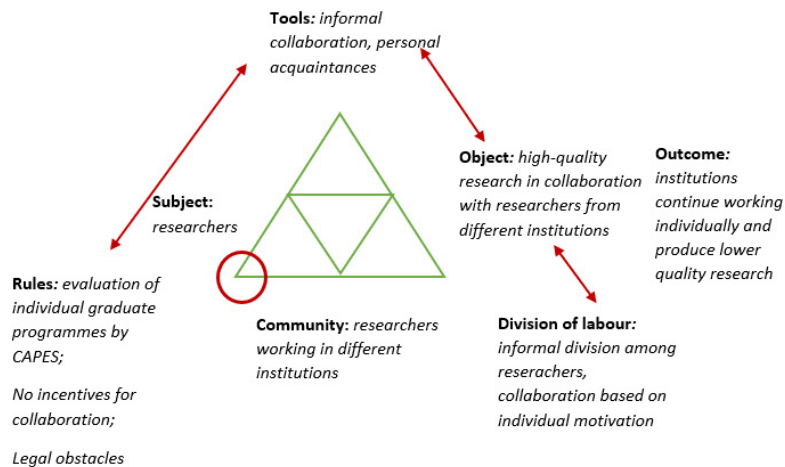 Tools: informal
collaboration, personal
acquaintances
Object: high-quality
research in collaboration
with researchers from
different institutions
Outcome:
institutions
continue working
individually and
produce lower
quality research
Subject:
researchers
Rules: evaluation of
individual graduate
programmes by
CAPES;
No incentives for
collaboration;
Legal obstacles
Community: researchers
working in different
institutions
Division of labour:
informal division among
reserachers,
collaboration based on
individual motivation